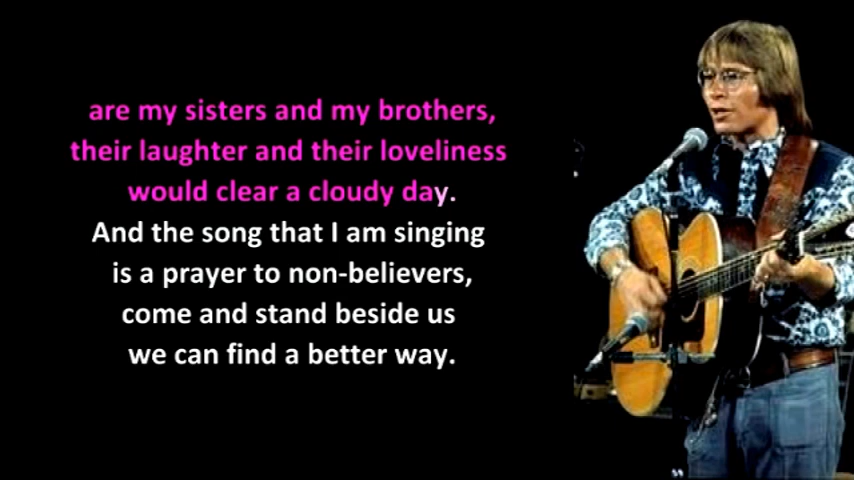 are my sisters and my brothers,
their laughter and their loveliness
would clear a cloudy day.
And the song that I am singing
is a prayer to non-believers,
come and stand beside us
we can find a better way.